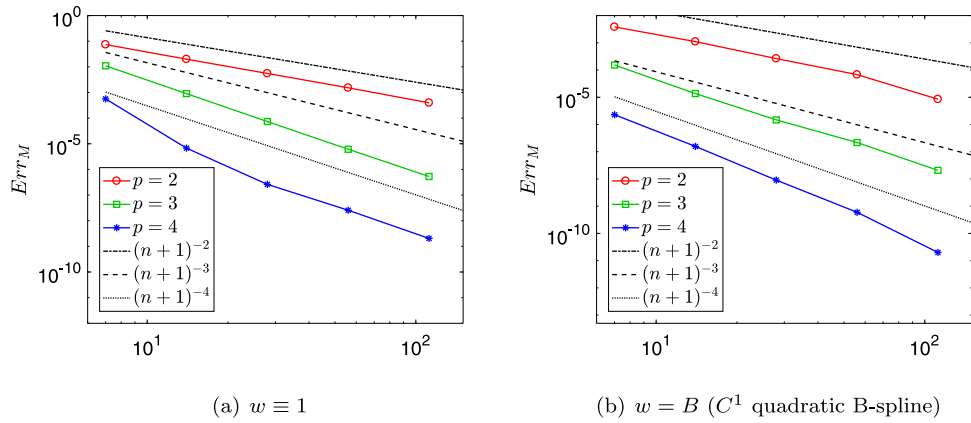 10^0
10^-5
10^-10
Err_M
p = 2
p = 3
p = 4
(n + 1)^-2
(n + 1)^-3
(n + 1)^-4
10^1
10^2
(a) w ≡ 1
10^-5
10^-10
Err_M
p = 2
p = 3
p = 4
(n + 1)^-2
(n + 1)^-3
(n + 1)^-4
10^1
10^2
(b) w = B (C^1 quadratic B-spline)